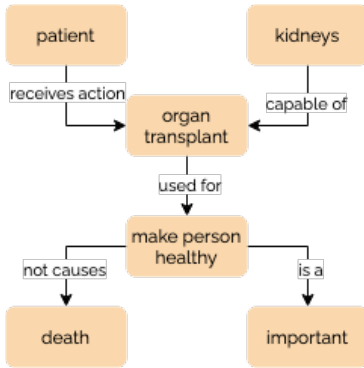 patient
kidneys
receives action
capable of
organ
transplant
used for
make person
healthy
not causes
is a
death
important